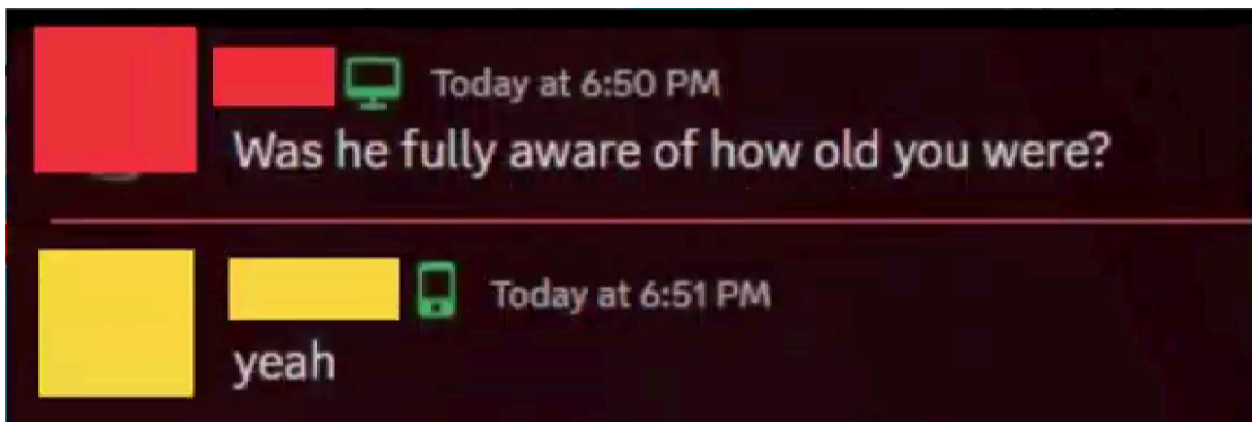 Today at 6:50 PM
Was he fully aware of how old you were?
Today at 6:51 PM
yeah